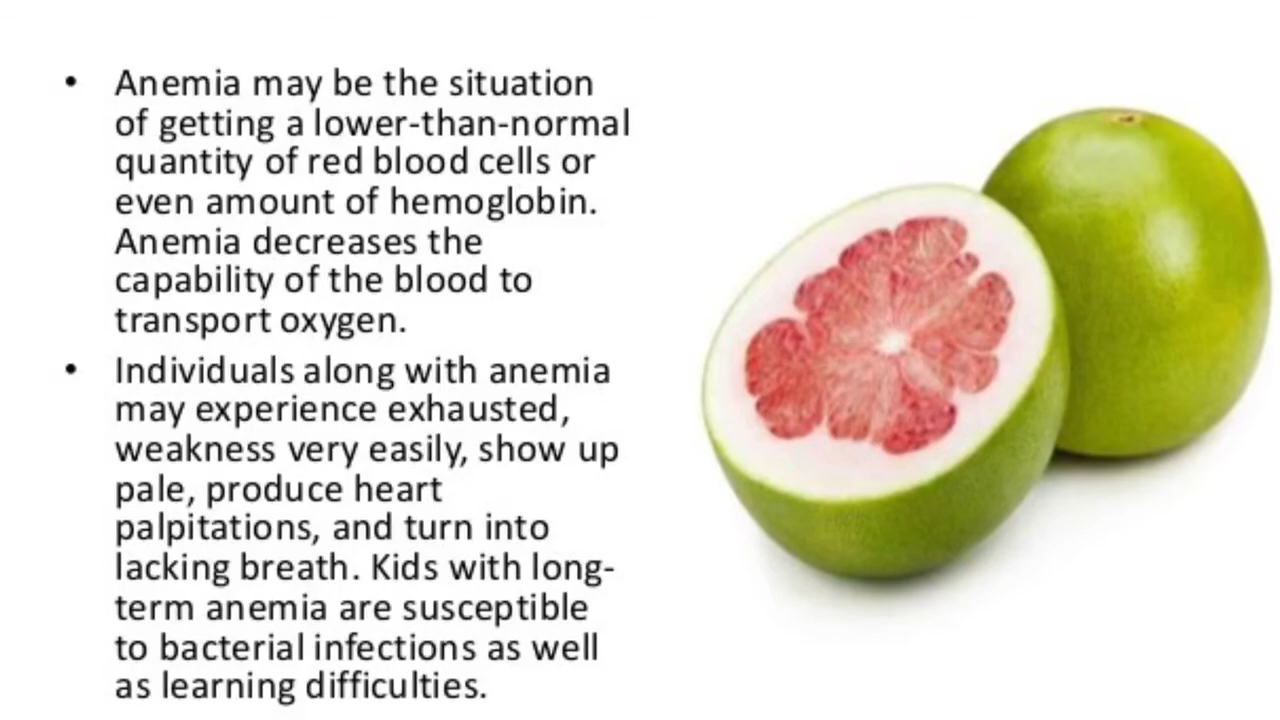 • Anemia may be the situation
of getting a lower-than-normal
quantity of red blood cells or
even amount of hemoglobin.
Anemia decreases the
capability of the blood to
transport oxygen.
• Individuals along with anemia
may experience exhausted,
weakness very easily, show up
pale, produce heart
palpitations, and turn into
lacking breath. Kids with long-
term anemia are susceptible
to bacterial infections as well
as learning difficulties.